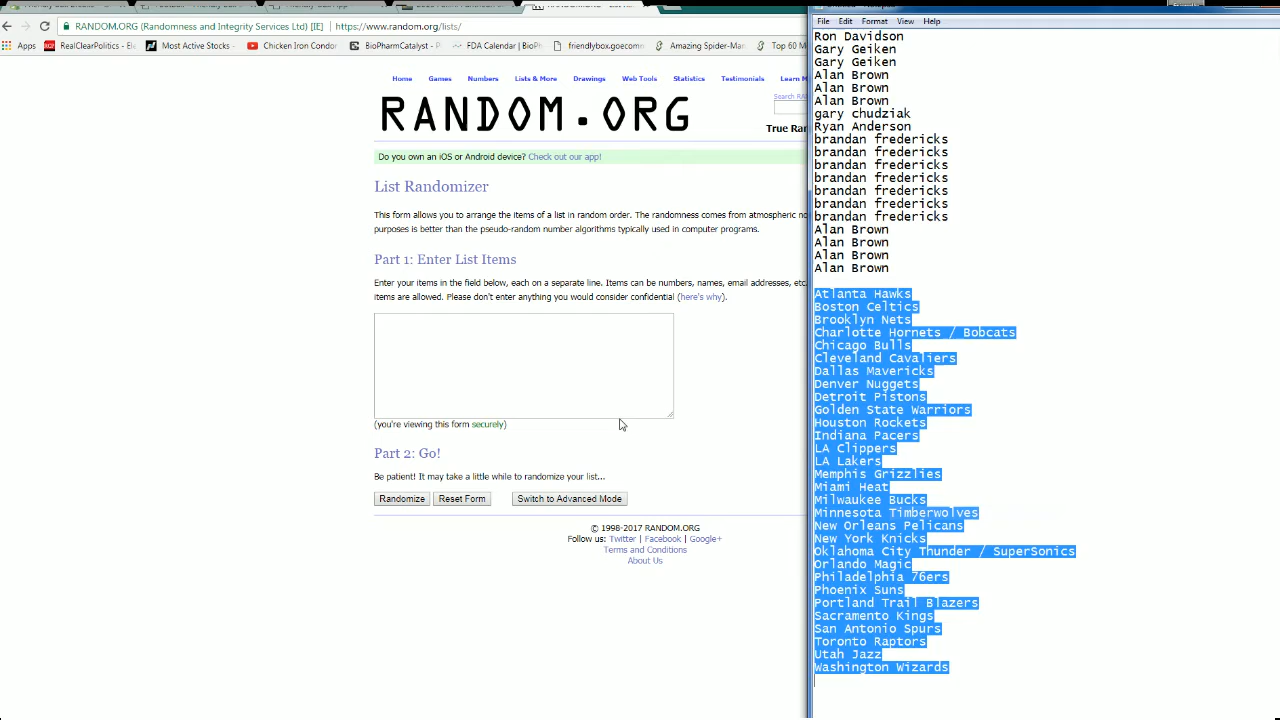 RANDOM.ORG (Randomness and Integrity Services Ltd) [IE] https://www.random.org/lists/
Apps RealClearPolitics - El Most Active Stocks - Chicken Iron Condor BioPharmCatalyst - FDA Calendar | BioP friendlybox.goecomn Amazing Spider-Man Top 60 M
Home Games Numbers Lists & More Drawings Web Tools Statistics Testimonials Learn M
RANDOM.ORG
Search RA
True Ran
Do you own an iOS or Android device? Check out our app!
List Randomizer
This form allows you to arrange the items of a list in random order. The randomness comes from atmospheric no
purposes is better than the pseudo-random number algorithms typically used in computer programs.
Part 1: Enter List Items
Enter your items in the field below, each on a separate line. Items can be numbers, names, email addresses, etc.
items are allowed. Please don't enter anything you would consider confidential (here's why).
(you're viewing this form securely)
Part 2: Go!
Be patient! It may take a little while to randomize your list...
Randomize Reset Form Switch to Advanced Mode
© 1998-2017 RANDOM.ORG
Follow us: Twitter | Facebook | Google+
Terms and Conditions
About Us
File Edit Format View Help
Ron Davidson
Gary Geiken
Gary Geiken
Alan Brown
Alan Brown
Alan Brown
gary chudziak
Ryan Anderson
brandan fredericks
brandan fredericks
brandan fredericks
brandan fredericks
brandan fredericks
brandan fredericks
brandan fredericks
Alan Brown
Alan Brown
Alan Brown
Alan Brown
Atlanta Hawks
Boston Celtics
Brooklyn Nets
Charlotte Hornets / Bobcats
Chicago Bulls
Cleveland Cavaliers
Dallas Mavericks
Denver Nuggets
Detroit Pistons
Golden State Warriors
Houston Rockets
Indiana Pacers
LA Clippers
LA Lakers
Memphis Grizzlies
Miami Heat
Milwaukee Bucks
Minnesota Timberwolves
New Orleans Pelicans
New York Knicks
Oklahoma City Thunder / SuperSonics
Orlando Magic
Philadelphia 76ers
Phoenix Suns
Portland Trail Blazers
Sacramento Kings
San Antonio Spurs
Toronto Raptors
Utah Jazz
Washington Wizards